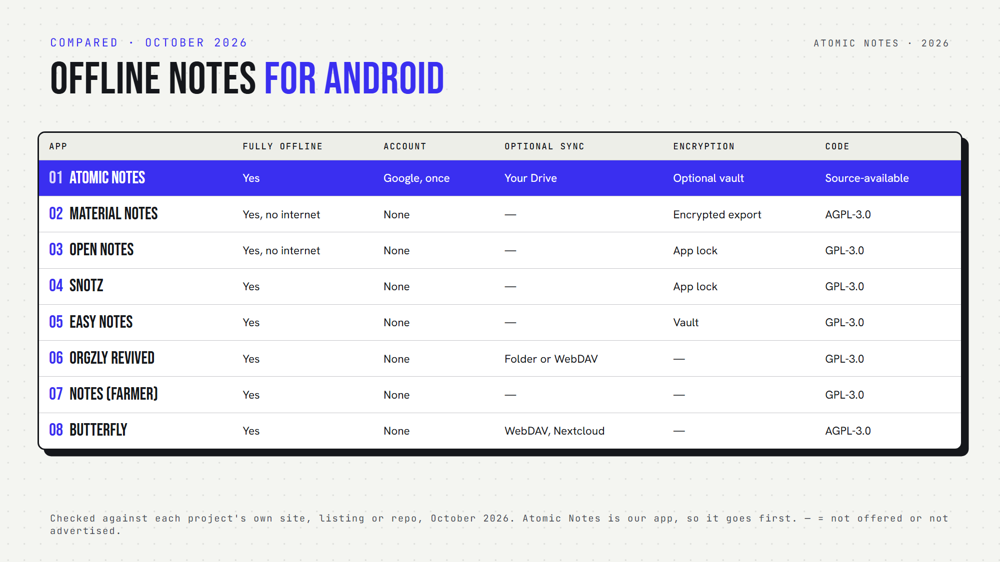 COMPARED · OCTOBER 2026
ATOMIC NOTES · 2026
OFFLINE NOTES FOR ANDROID
APP FULLY OFFLINE ACCOUNT OPTIONAL SYNC ENCRYPTION CODE
01 ATOMIC NOTES Yes Google, once Your Drive Optional vault Source-available
02 MATERIAL NOTES Yes, no internet None — Encrypted export AGPL-3.0
03 OPEN NOTES Yes, no internet None — App lock GPL-3.0
04 SNOTZ Yes None — App lock GPL-3.0
05 EASY NOTES Yes None — Vault GPL-3.0
06 ORGZLY REVIVED Yes None Folder or WebDAV — GPL-3.0
07 NOTES (FARMER) Yes None — — GPL-3.0
08 BUTTERFLY Yes None WebDAV, Nextcloud — AGPL-3.0
Checked against each project's own site, listing or repo, October 2026. Atomic Notes is our app, so it goes first. — = not offered or not
advertised.